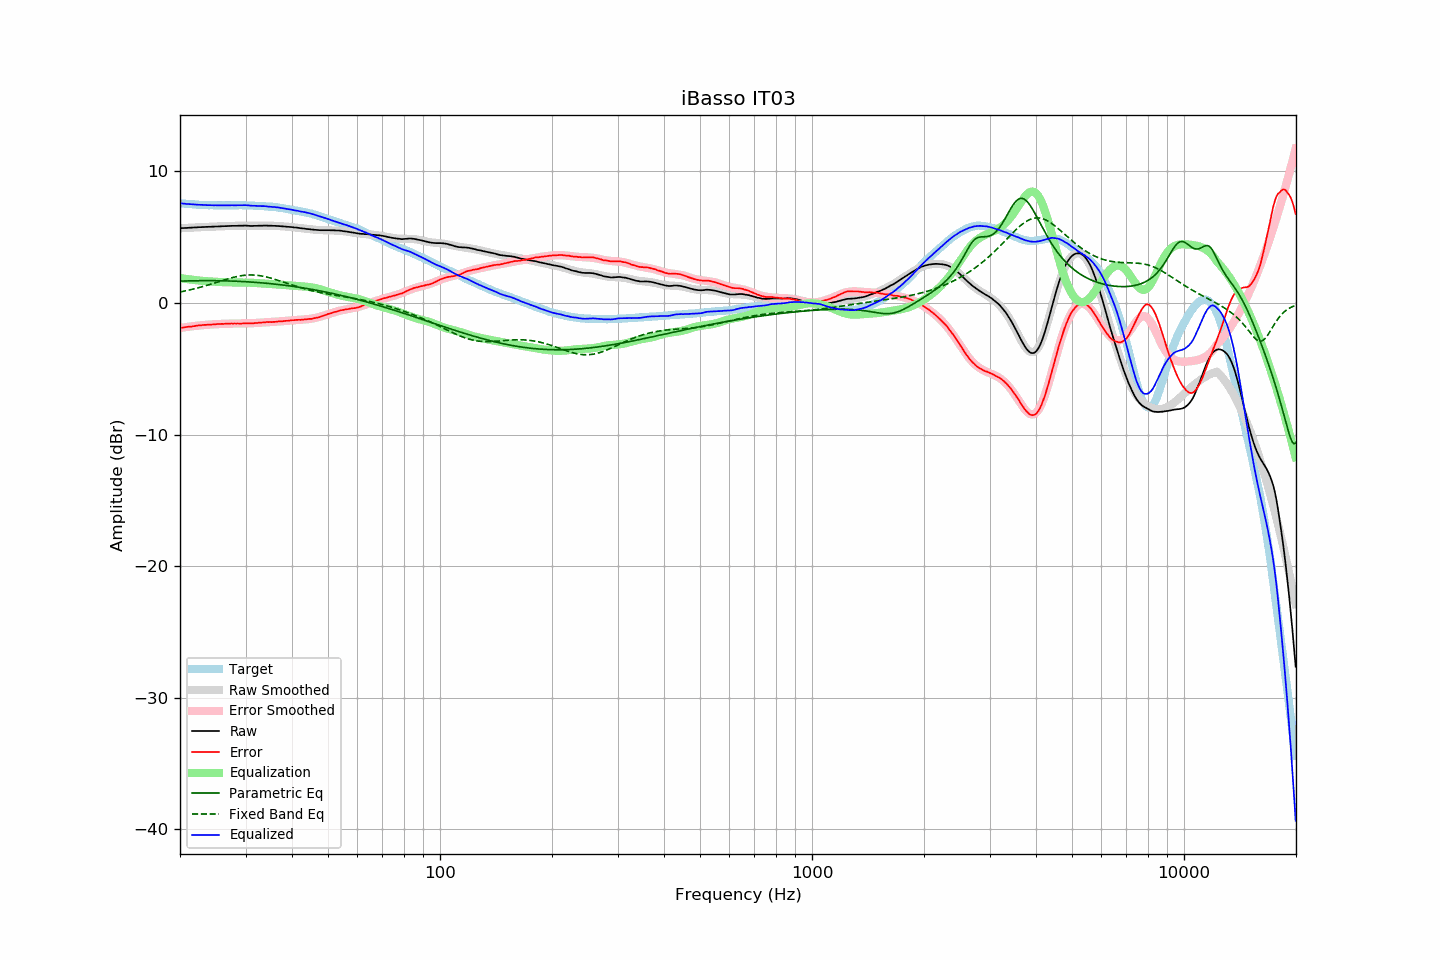 iBasso IT03
10
0
−10
−20
−30
−40
Amplitude (dBr)
Target
Raw Smoothed
Error Smoothed
Raw
Error
Equalization
Parametric Eq
Fixed Band Eq
Equalized
100 1000 10000
Frequency (Hz)